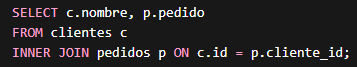 SELECT c.nombre, p.pedido
FROM clientes c
INNER JOIN pedidos p ON c.id = p.cliente_id;